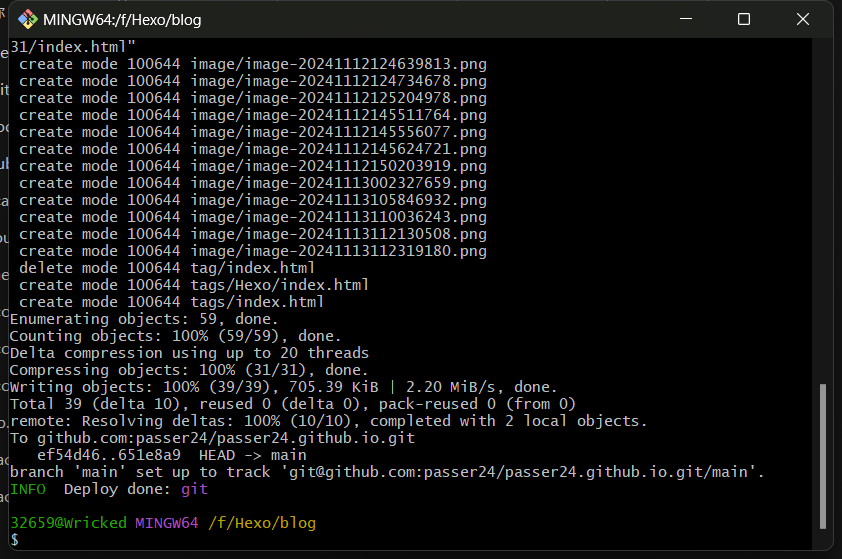 MINGW64:/f/Hexo/blog
31/index.html"
create mode 100644 image/image-20241112124639813.png
create mode 100644 image/image-20241112124734678.png
create mode 100644 image/image-20241112125204978.png
create mode 100644 image/image-20241112145511764.png
create mode 100644 image/image-20241112145556077.png
create mode 100644 image/image-20241112145624721.png
create mode 100644 image/image-20241112150203919.png
create mode 100644 image/image-20241113002327659.png
create mode 100644 image/image-20241113105846932.png
create mode 100644 image/image-20241113110036243.png
create mode 100644 image/image-20241113112130508.png
create mode 100644 image/image-20241113112319180.png
delete mode 100644 tag/index.html
create mode 100644 tags/Hexo/index.html
create mode 100644 tags/index.html
Enumerating objects: 59, done.
Counting objects: 100% (59/59), done.
Delta compression using up to 20 threads
Compressing objects: 100% (31/31), done.
Writing objects: 100% (39/39), 705.39 KiB | 2.20 MiB/s, done.
Total 39 (delta 10), reused 0 (delta 0), pack-reused 0 (from 0)
remote: Resolving deltas: 100% (10/10), completed with 2 local objects.
To github.com:passer24/passer24.github.io.git
ef54d46..651e8a9  HEAD -> main
branch 'main' set up to track 'git@github.com:passer24/passer24.github.io.git/main'.
INFO  Deploy done: git
32659@Wricked MINGW64 /f/Hexo/blog
$